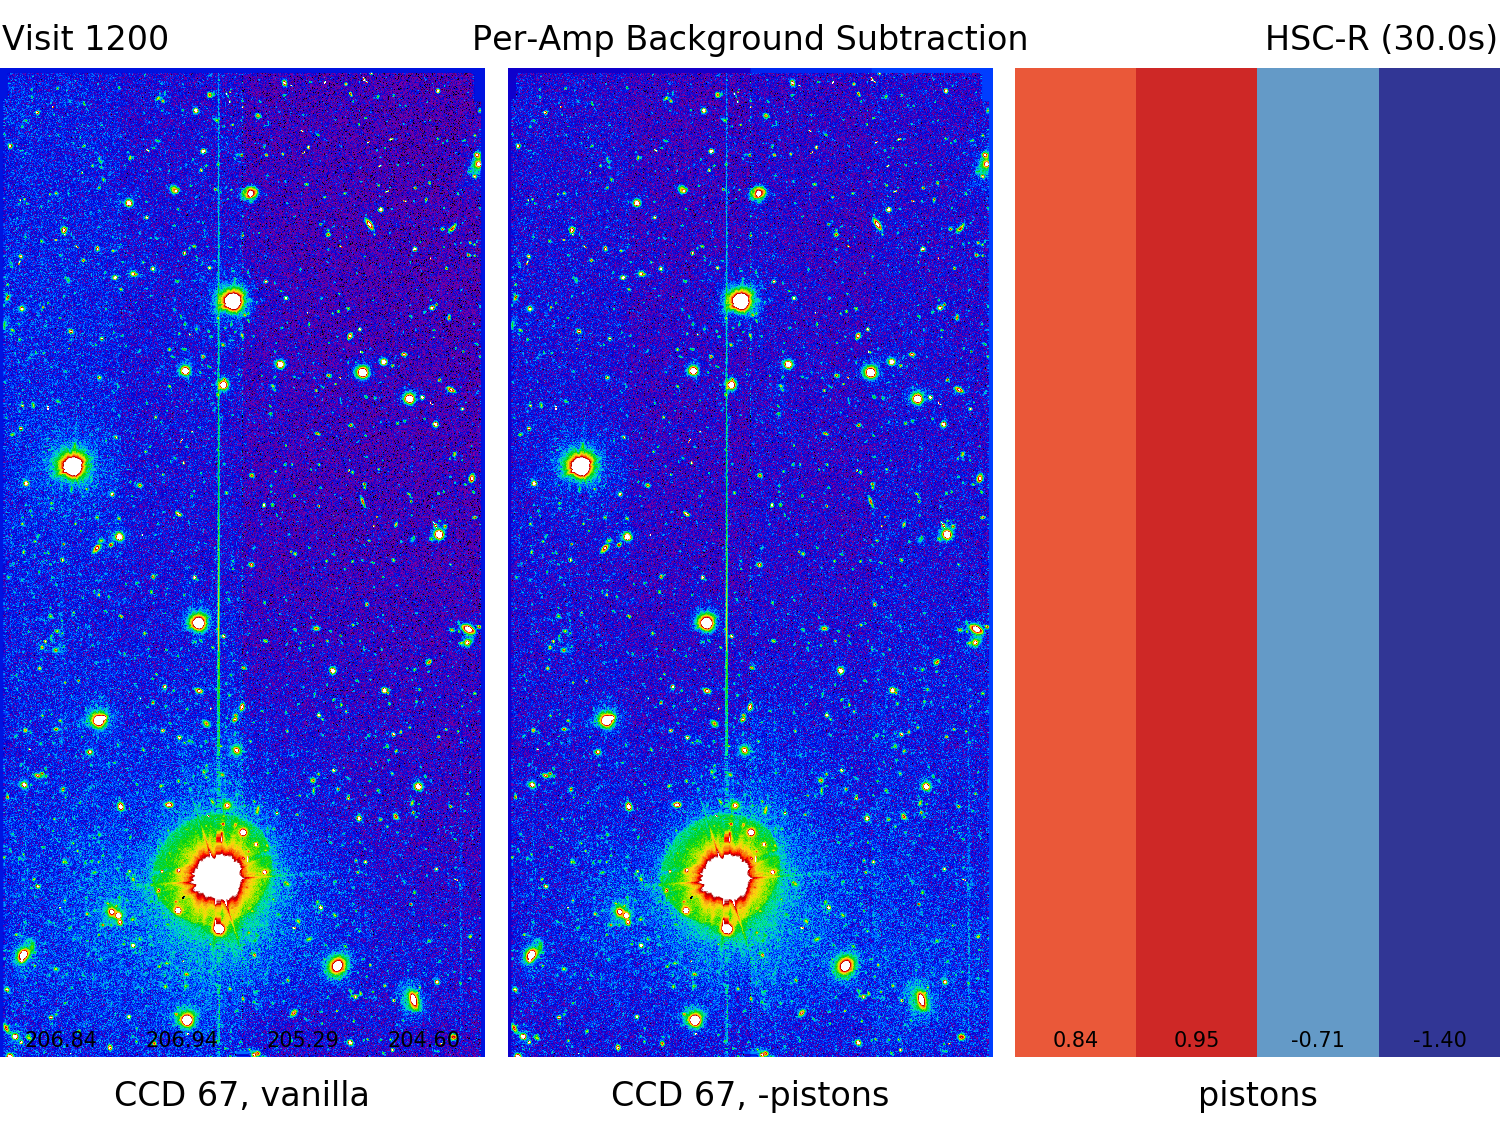 Visit 1200 Per-Amp Background Subtraction HSC-R (30.0s)
206.84 206.94 205.29 204.60 0.84 0.95 -0.71 -1.40
CCD 67, vanilla CCD 67, -pistons pistons